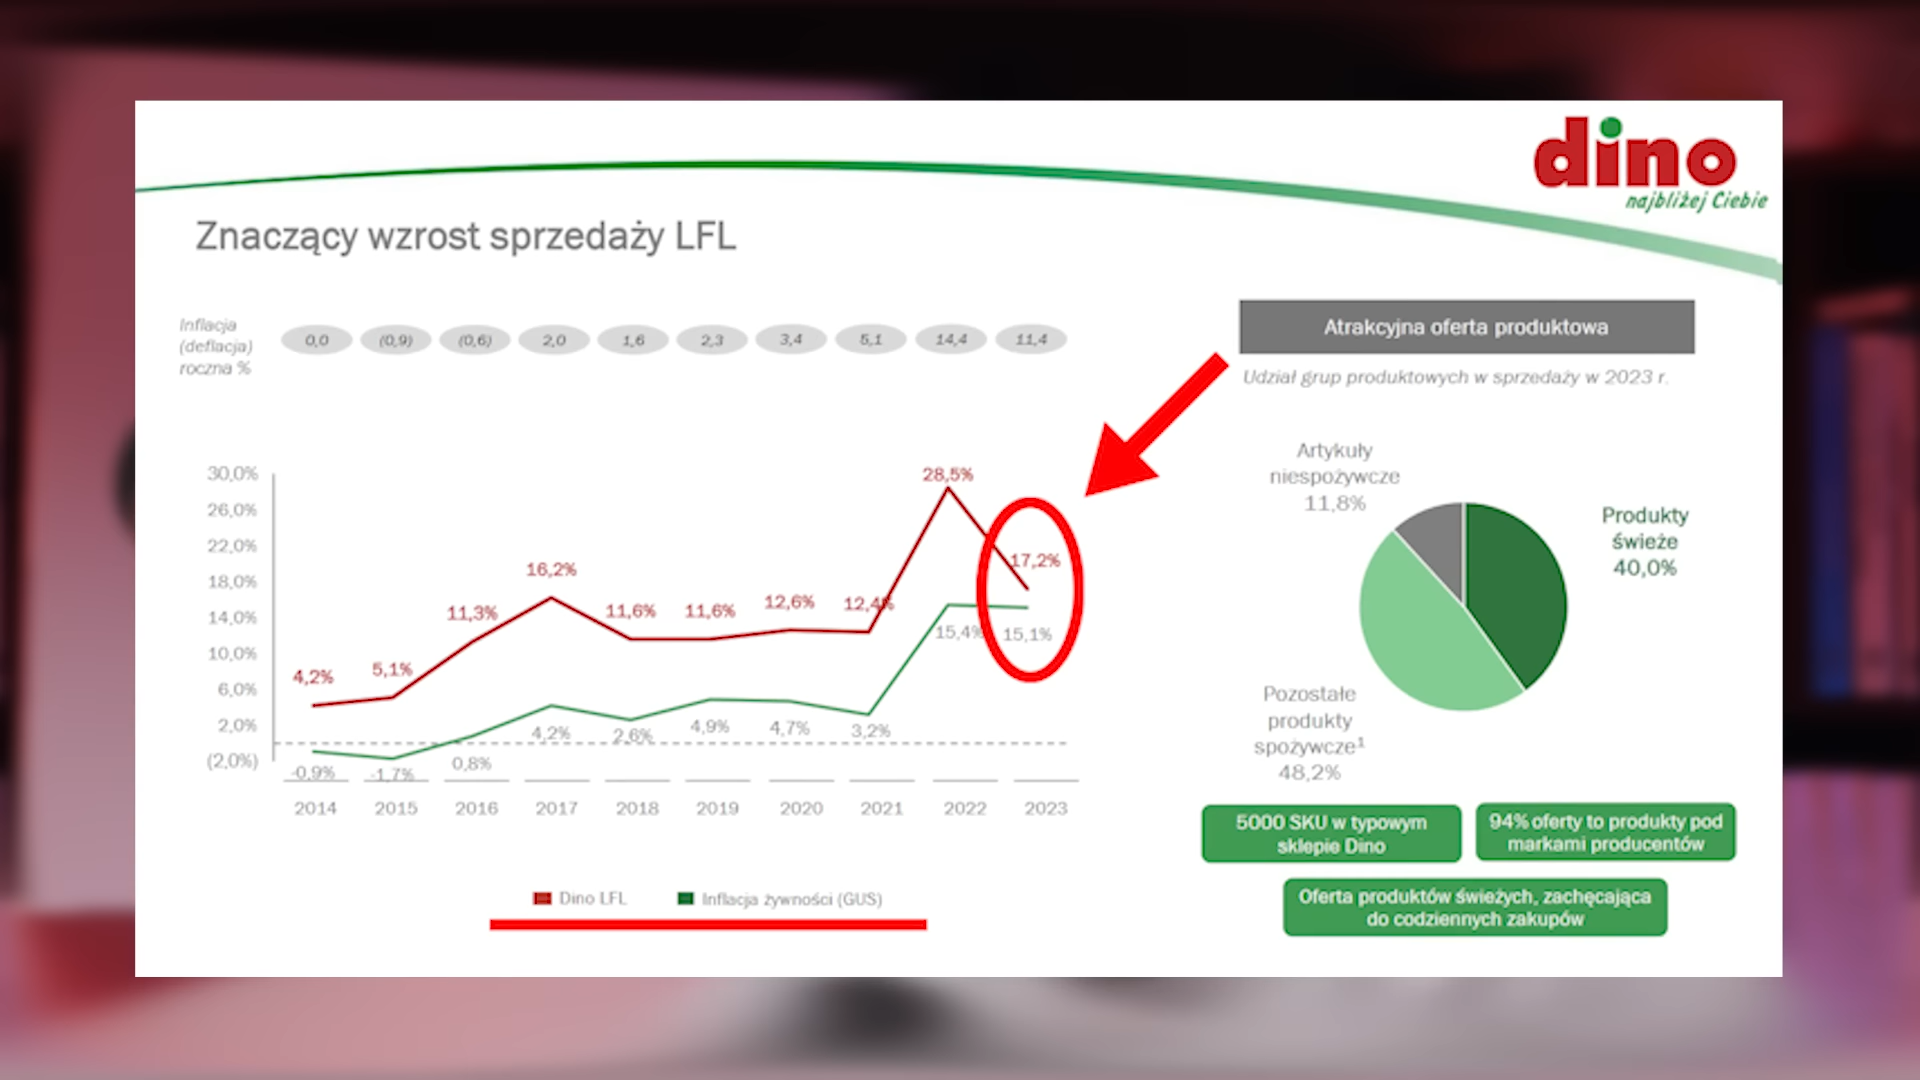 dino
najbliżej Ciebie
Znaczący wzrost sprzedaży LFL
Inflacja
(deflacja)
roczna %
0,0 (0,9) (0,6) 2,0 1,6 2,3 3,4 5,1 14,4 11,4
30,0%
26,0%
22,0%
18,0%
14,0%
10,0%
6,0%
2,0%
(2,0%)
4,2% 5,1% 11,3% 16,2% 11,6% 11,6% 12,6% 12,4% 28,5% 17,2%
-0,9% -1,7% 0,8% 4,2% 2,6% 4,9% 4,7% 3,2% 15,4% 15,1%
2014 2015 2016 2017 2018 2019 2020 2021 2022 2023
Dino LFL Inflacja żywności (GUS)
Atrakcyjna oferta produktowa
Udział grup produktowych w sprzedaży w 2023 r.
Artykuły
niespożywcze
11,8%
Produkty
świeże
40,0%
Pozostałe
produkty
spożywcze¹
48,2%
5000 SKU w typowym
sklepie Dino
94% oferty to produkty pod
markami producentów
Oferta produktów świeżych, zachęcająca
do codziennych zakupów